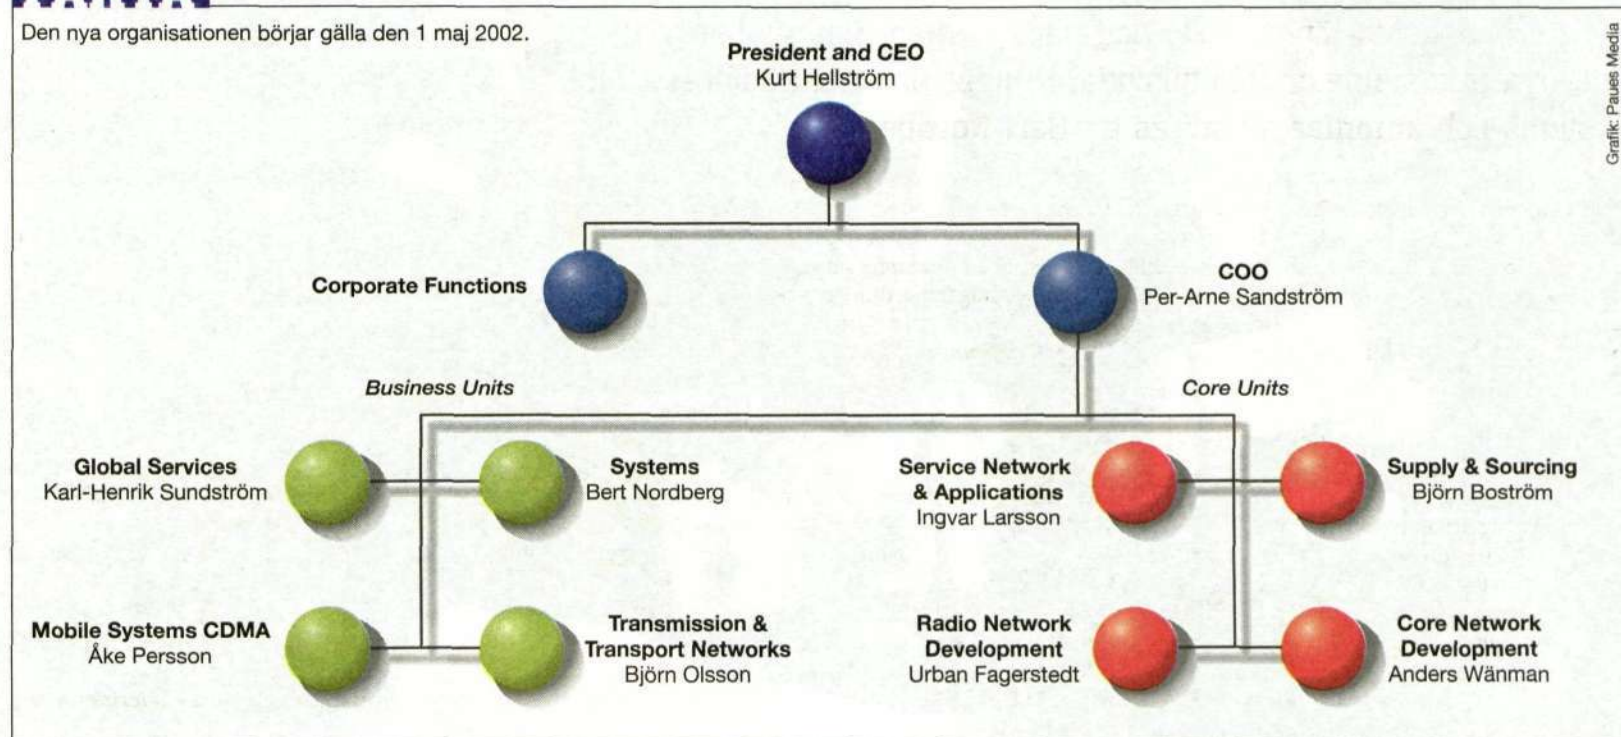 Den nya organisationen börjar gälla den 1 maj 2002.
President and CEO
Kurt Hellström
Grafik: Paues Media
Corporate Functions
COO
Per-Arne Sandström
Business Units
Core Units
Global Services
Karl-Henrik Sundström
Systems
Bert Nordberg
Service Network
& Applications
Ingvar Larsson
Supply & Sourcing
Björn Boström
Mobile Systems CDMA
Åke Persson
Transmission &
Transport Networks
Björn Olsson
Radio Network
Development
Urban Fagerstedt
Core Network
Development
Anders Wänman